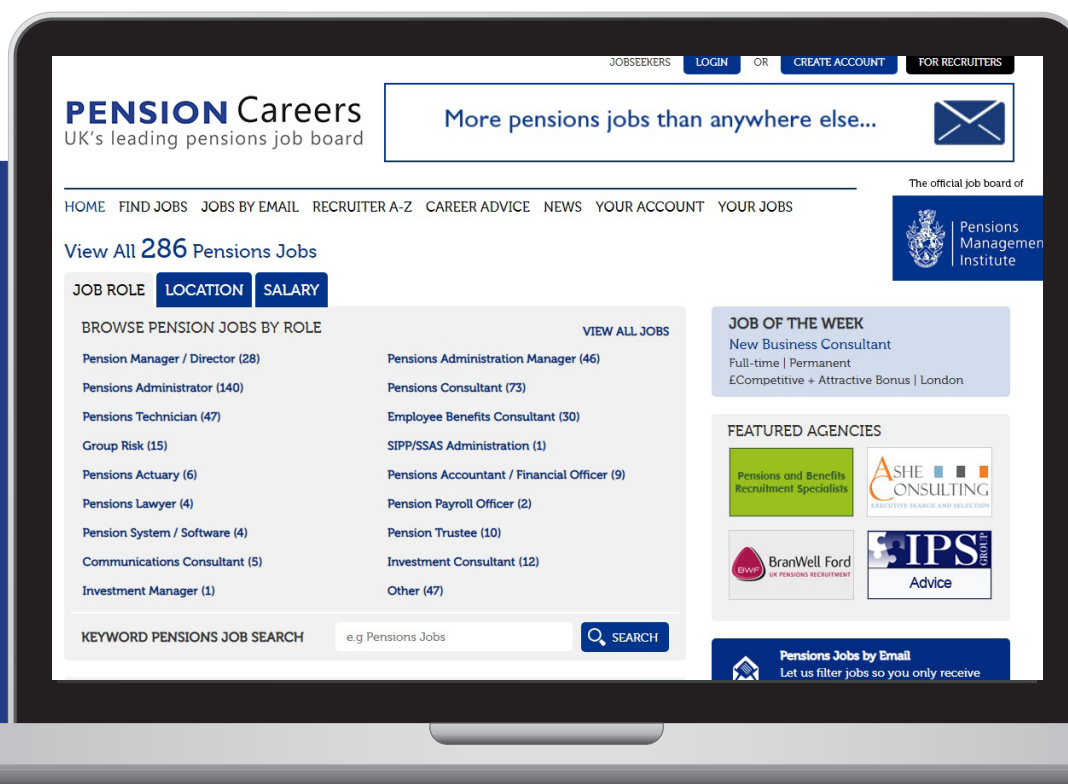 JOBSEEKERS LOGIN OR CREATE ACCOUNT FOR RECRUITERS
PENSION Careers
UK's leading pensions job board
More pensions jobs than anywhere else...
The official job board of
HOME FIND JOBS JOBS BY EMAIL RECRUITER A-Z CAREER ADVICE NEWS YOUR ACCOUNT YOUR JOBS
Pensions
Managemen
Institute
View All 286 Pensions Jobs
JOB ROLE LOCATION SALARY
BROWSE PENSION JOBS BY ROLE VIEW ALL JOBS
Pension Manager / Director (28) Pensions Administration Manager (46)
Pensions Administrator (140) Pensions Consultant (73)
Pensions Technician (47) Employee Benefits Consultant (30)
Group Risk (15) SIPP/SSAS Administration (1)
Pensions Actuary (6) Pensions Accountant / Financial Officer (9)
Pensions Lawyer (4) Pension Payroll Officer (2)
Pension System / Software (4) Pension Trustee (10)
Communications Consultant (5) Investment Consultant (12)
Investment Manager (1) Other (47)
KEYWORD PENSIONS JOB SEARCH e.g Pensions Jobs SEARCH
JOB OF THE WEEK
New Business Consultant
Full-time | Permanent
£Competitive + Attractive Bonus | London
FEATURED AGENCIES
Pensions and Benefits
Recruitment Specialists
ASHE
CONSULTING
EXECUTIVE SEARCH AND SELECTION
BWF BranWell Ford
UK PENSIONS RECRUITMENT
IPS GROUP
Advice
Pensions Jobs by Email
Let us filter jobs so you only receive